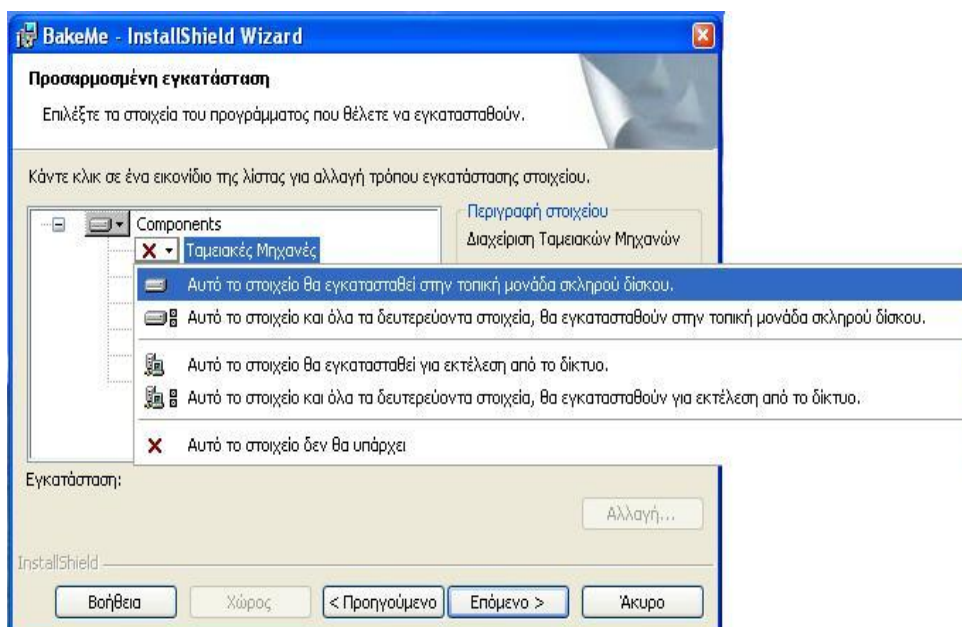 BakeMe - InstallShield Wizard
Προσαρμοσμένη εγκατάσταση
Επιλέξτε τα στοιχεία του προγράμματος που θέλετε να εγκατασταθούν.
Κάντε κλικ σε ένα εικονίδιο της λίστας για αλλαγή τρόπου εγκατάστασης στοιχείου.
Components
Ταμειακές Μηχανές
Περιγραφή στοιχείου
Διαχείριση Ταμειακών Μηχανών
Αυτό το στοιχείο θα εγκατασταθεί στην τοπική μονάδα σκληρού δίσκου.
Αυτό το στοιχείο και όλα τα δευτερεύοντα στοιχεία, θα εγκατασταθούν στην τοπική μονάδα σκληρού δίσκου.
Αυτό το στοιχείο θα εγκατασταθεί για εκτέλεση από το δίκτυο.
Αυτό το στοιχείο και όλα τα δευτερεύοντα στοιχεία, θα εγκατασταθούν για εκτέλεση από το δίκτυο.
Αυτό το στοιχείο δεν θα υπάρχει
Εγκατάσταση:
Αλλαγή...
InstallShield
Βοήθεια Χώρος < Προηγούμενο Επόμενο > Άκυρο